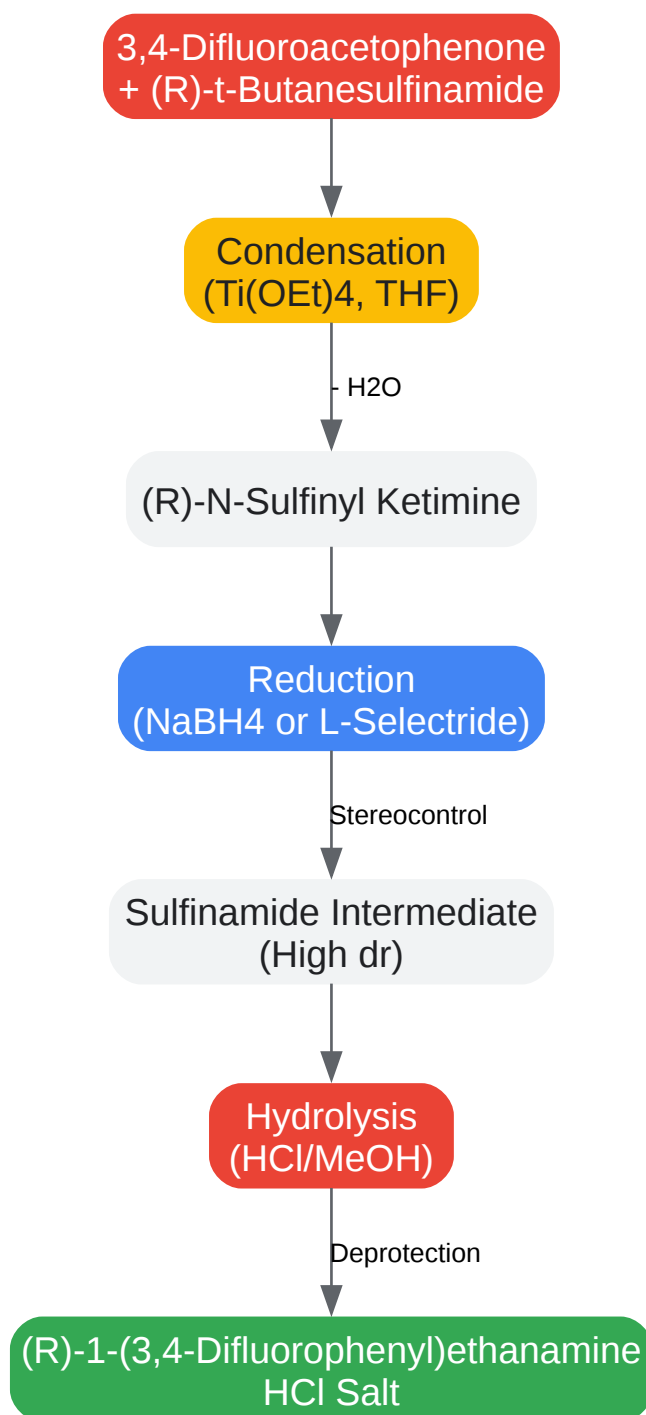 3,4-Difluoroacetophenone
+ (R)-t-Butanesulfinamide
Condensation
(Ti(OEt)4, THF)
- H2O
(R)-N-Sulfinyl Ketimine
Reduction
(NaBH4 or L-Selectride)
Stereocontrol
Sulfinamide Intermediate
(High dr)
Hydrolysis
(HCl/MeOH)
Deprotection
(R)-1-(3,4-Difluorophenyl)ethanamine
HCl Salt